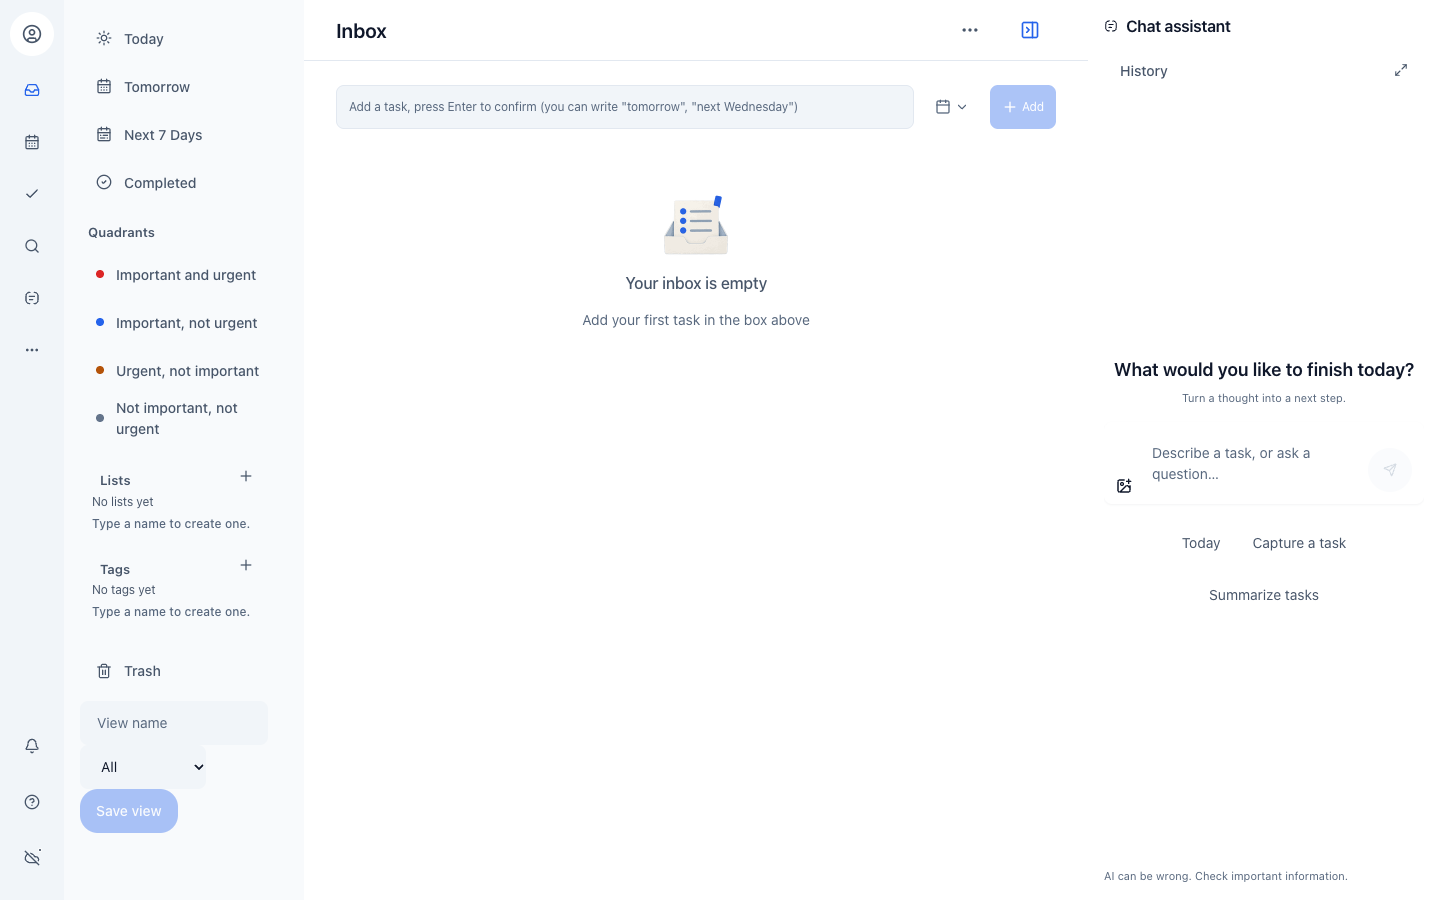 Today
Tomorrow
Next 7 Days
Completed
Quadrants
Important and urgent
Important, not urgent
Urgent, not important
Not important, not
urgent
Lists
No lists yet
Type a name to create one.
Tags
No tags yet
Type a name to create one.
Trash
View name
All
Save view
Inbox
Add a task, press Enter to confirm (you can write "tomorrow", "next Wednesday")
Add
Your inbox is empty
Add your first task in the box above
Chat assistant
History
What would you like to finish today?
Turn a thought into a next step.
Describe a task, or ask a
question...
Today
Capture a task
Summarize tasks
AI can be wrong. Check important information.